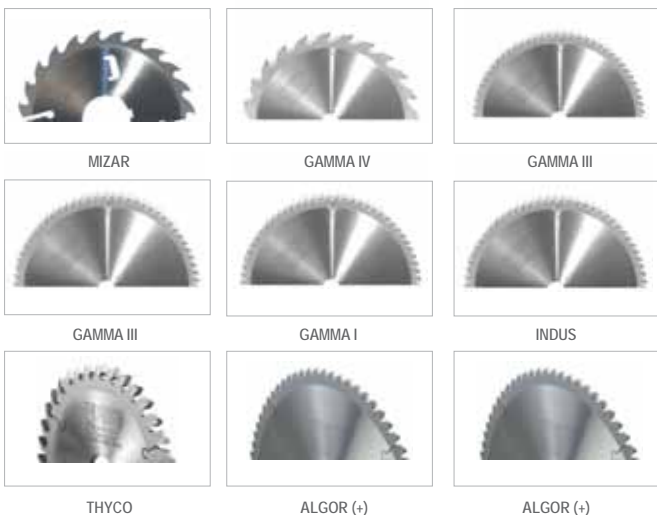 MIZAR
GAMMA IV
GAMMA III
GAMMA III
GAMMA I
INDUS
THYCO
ALGOR (+)
ALGOR (+)